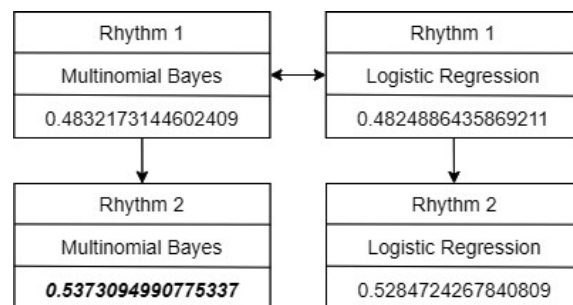 Rhythm 1
Multinomial Bayes
0.4832173144602409
Rhythm 1
Logistic Regression
0.4824886435869211
Rhythm 2
Multinomial Bayes
0.5373094990775337
Rhythm 2
Logistic Regression
0.5284724267840809